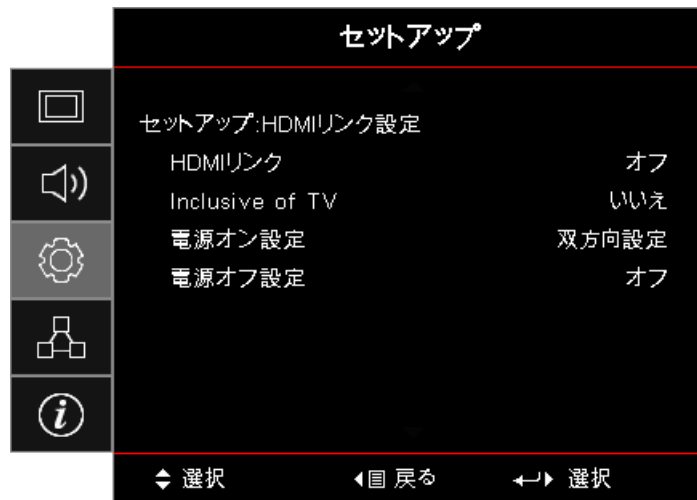 セットアップ
セットアップ:HDMIリンク設定
HDMIリンク オフ
Inclusive of TV いいえ
電源オン設定 双方向設定
電源オフ設定 オフ
選択 戻る 選択